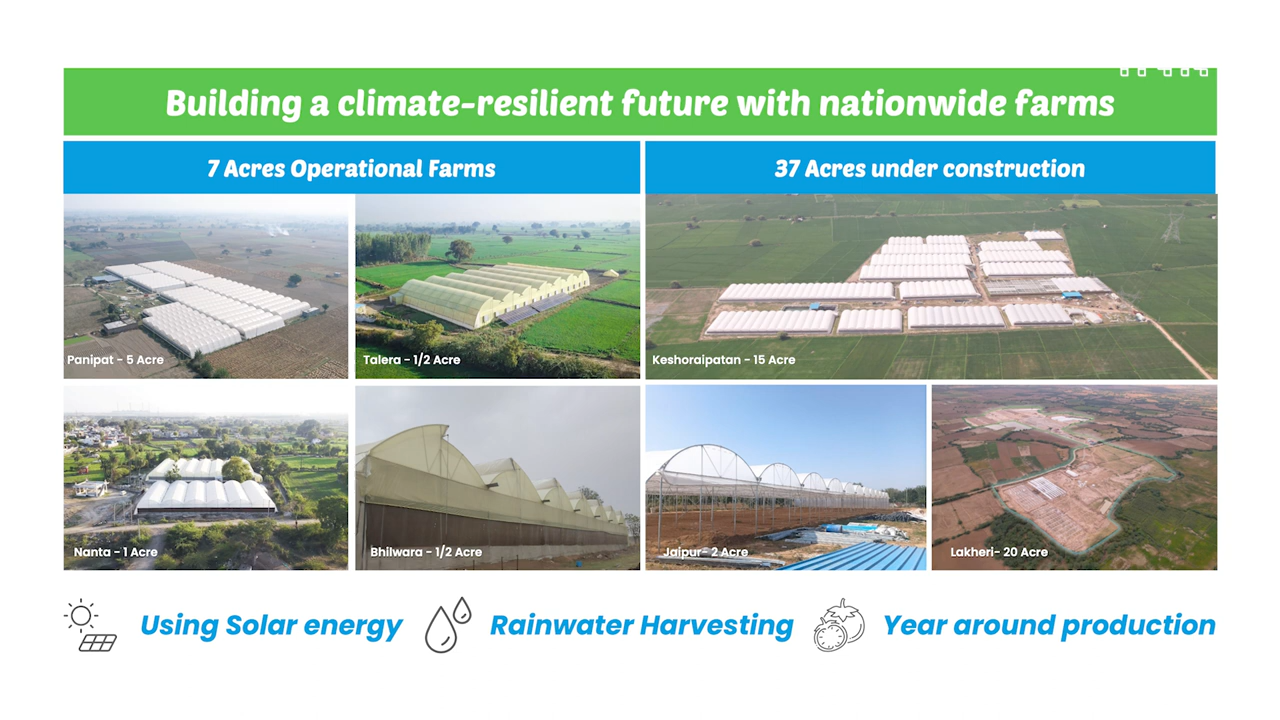 Building a climate-resilient future with nationwide farms
7 Acres Operational Farms
37 Acres under construction
Panipat - 5 Acre
Talera - 1/2 Acre
Keshoraipatan - 15 Acre
Nanta - 1 Acre
Bhilwara - 1/2 Acre
Jaipur- 2 Acre
Lakheri- 20 Acre
Using Solar energy
Rainwater Harvesting
Year around production